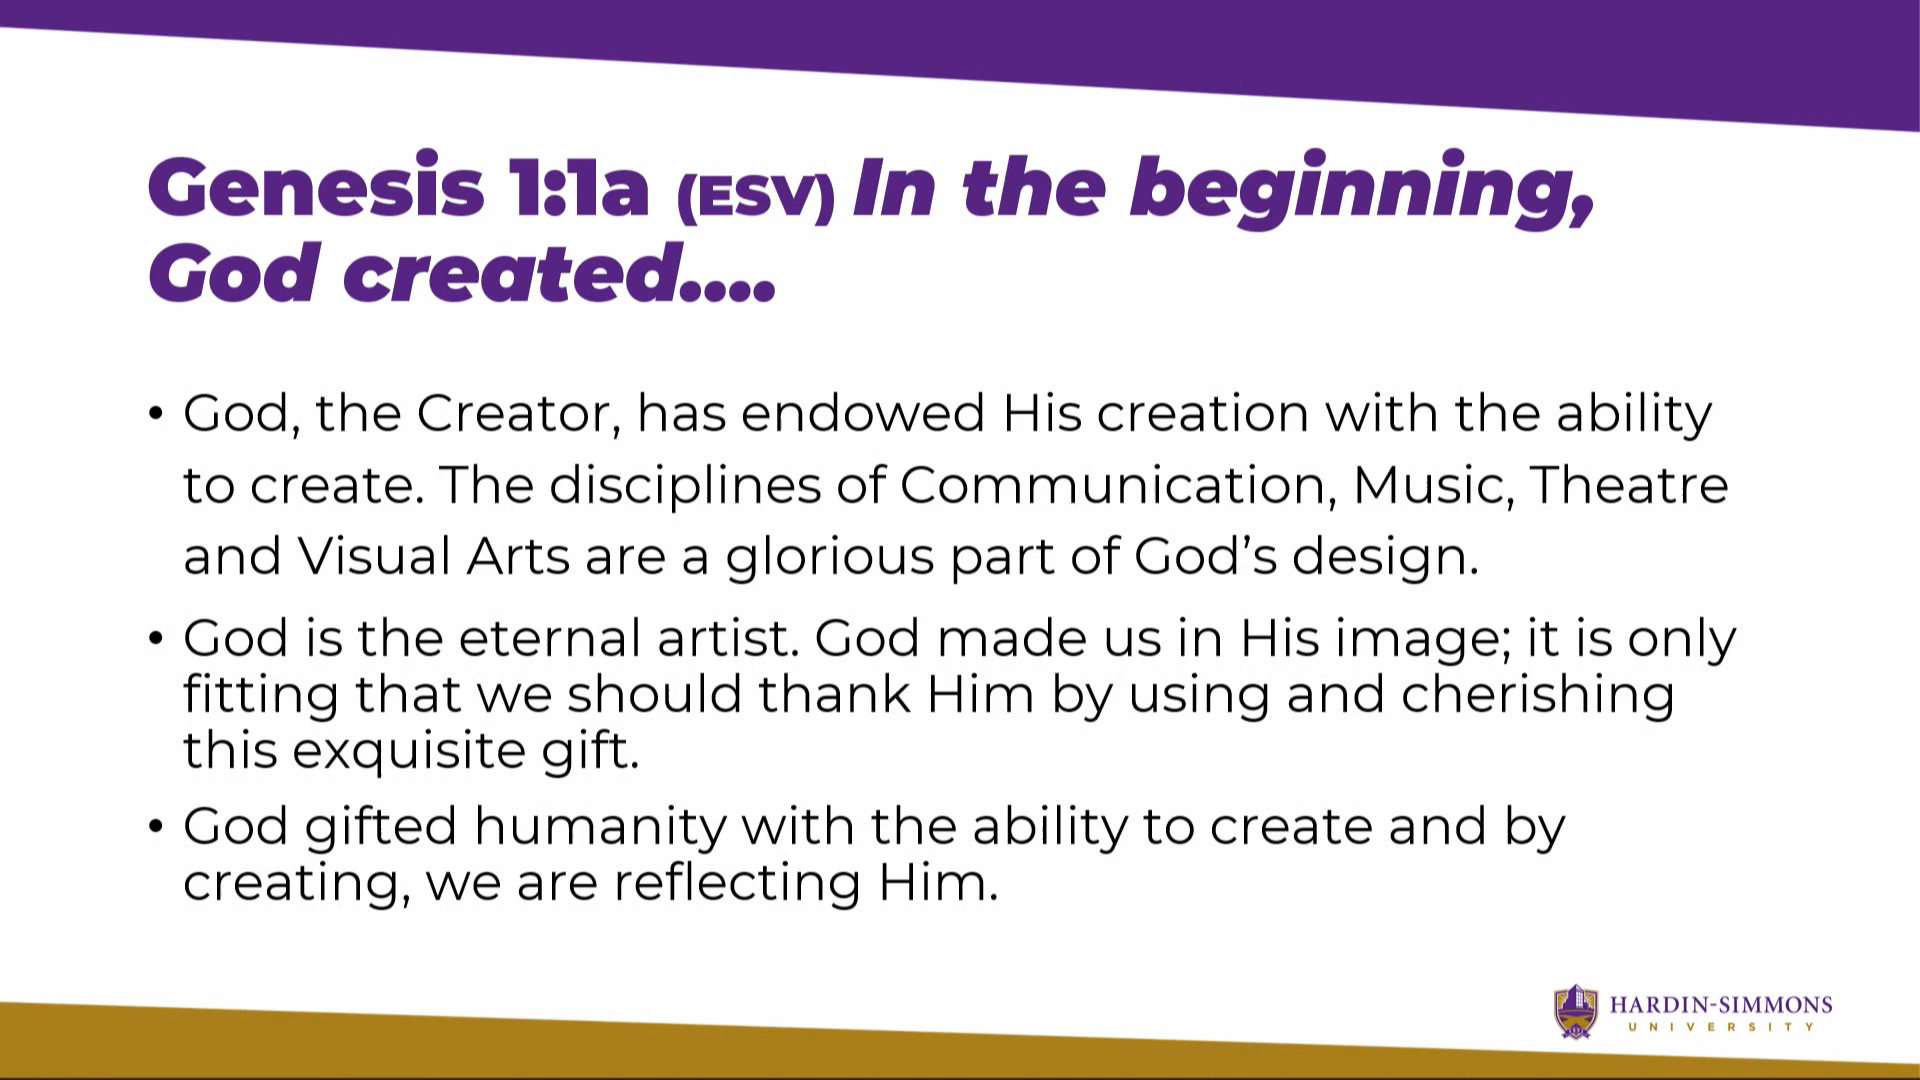 Genesis 1:1a (ESV) In the beginning,
God created....
• God, the Creator, has endowed His creation with the ability
to create. The disciplines of Communication, Music, Theatre
and Visual Arts are a glorious part of God’s design.
• God is the eternal artist. God made us in His image; it is only
fitting that we should thank Him by using and cherishing
this exquisite gift.
• God gifted humanity with the ability to create and by
creating, we are reflecting Him.
HARDIN-SIMMONS
UNIVERSITY